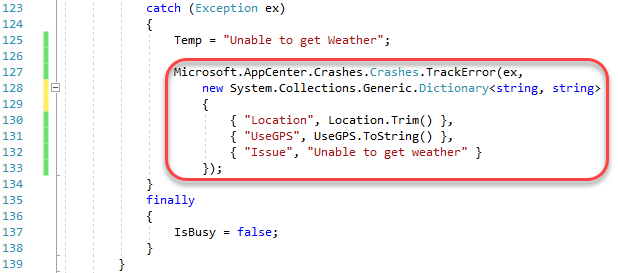 123 catch (Exception ex)
124 {
125 Temp = "Unable to get Weather";
126
127 Microsoft.AppCenter.Crashes.Crashes.TrackError(ex,
128 new System.Collections.Generic.Dictionary<string, string>
129 {
130 { "Location", Location.Trim() },
131 { "UseGPS", UseGPS.ToString() },
132 { "Issue", "Unable to get weather" }
133 });
134 }
135 finally
136 {
137 IsBusy = false;
138 }
139 }